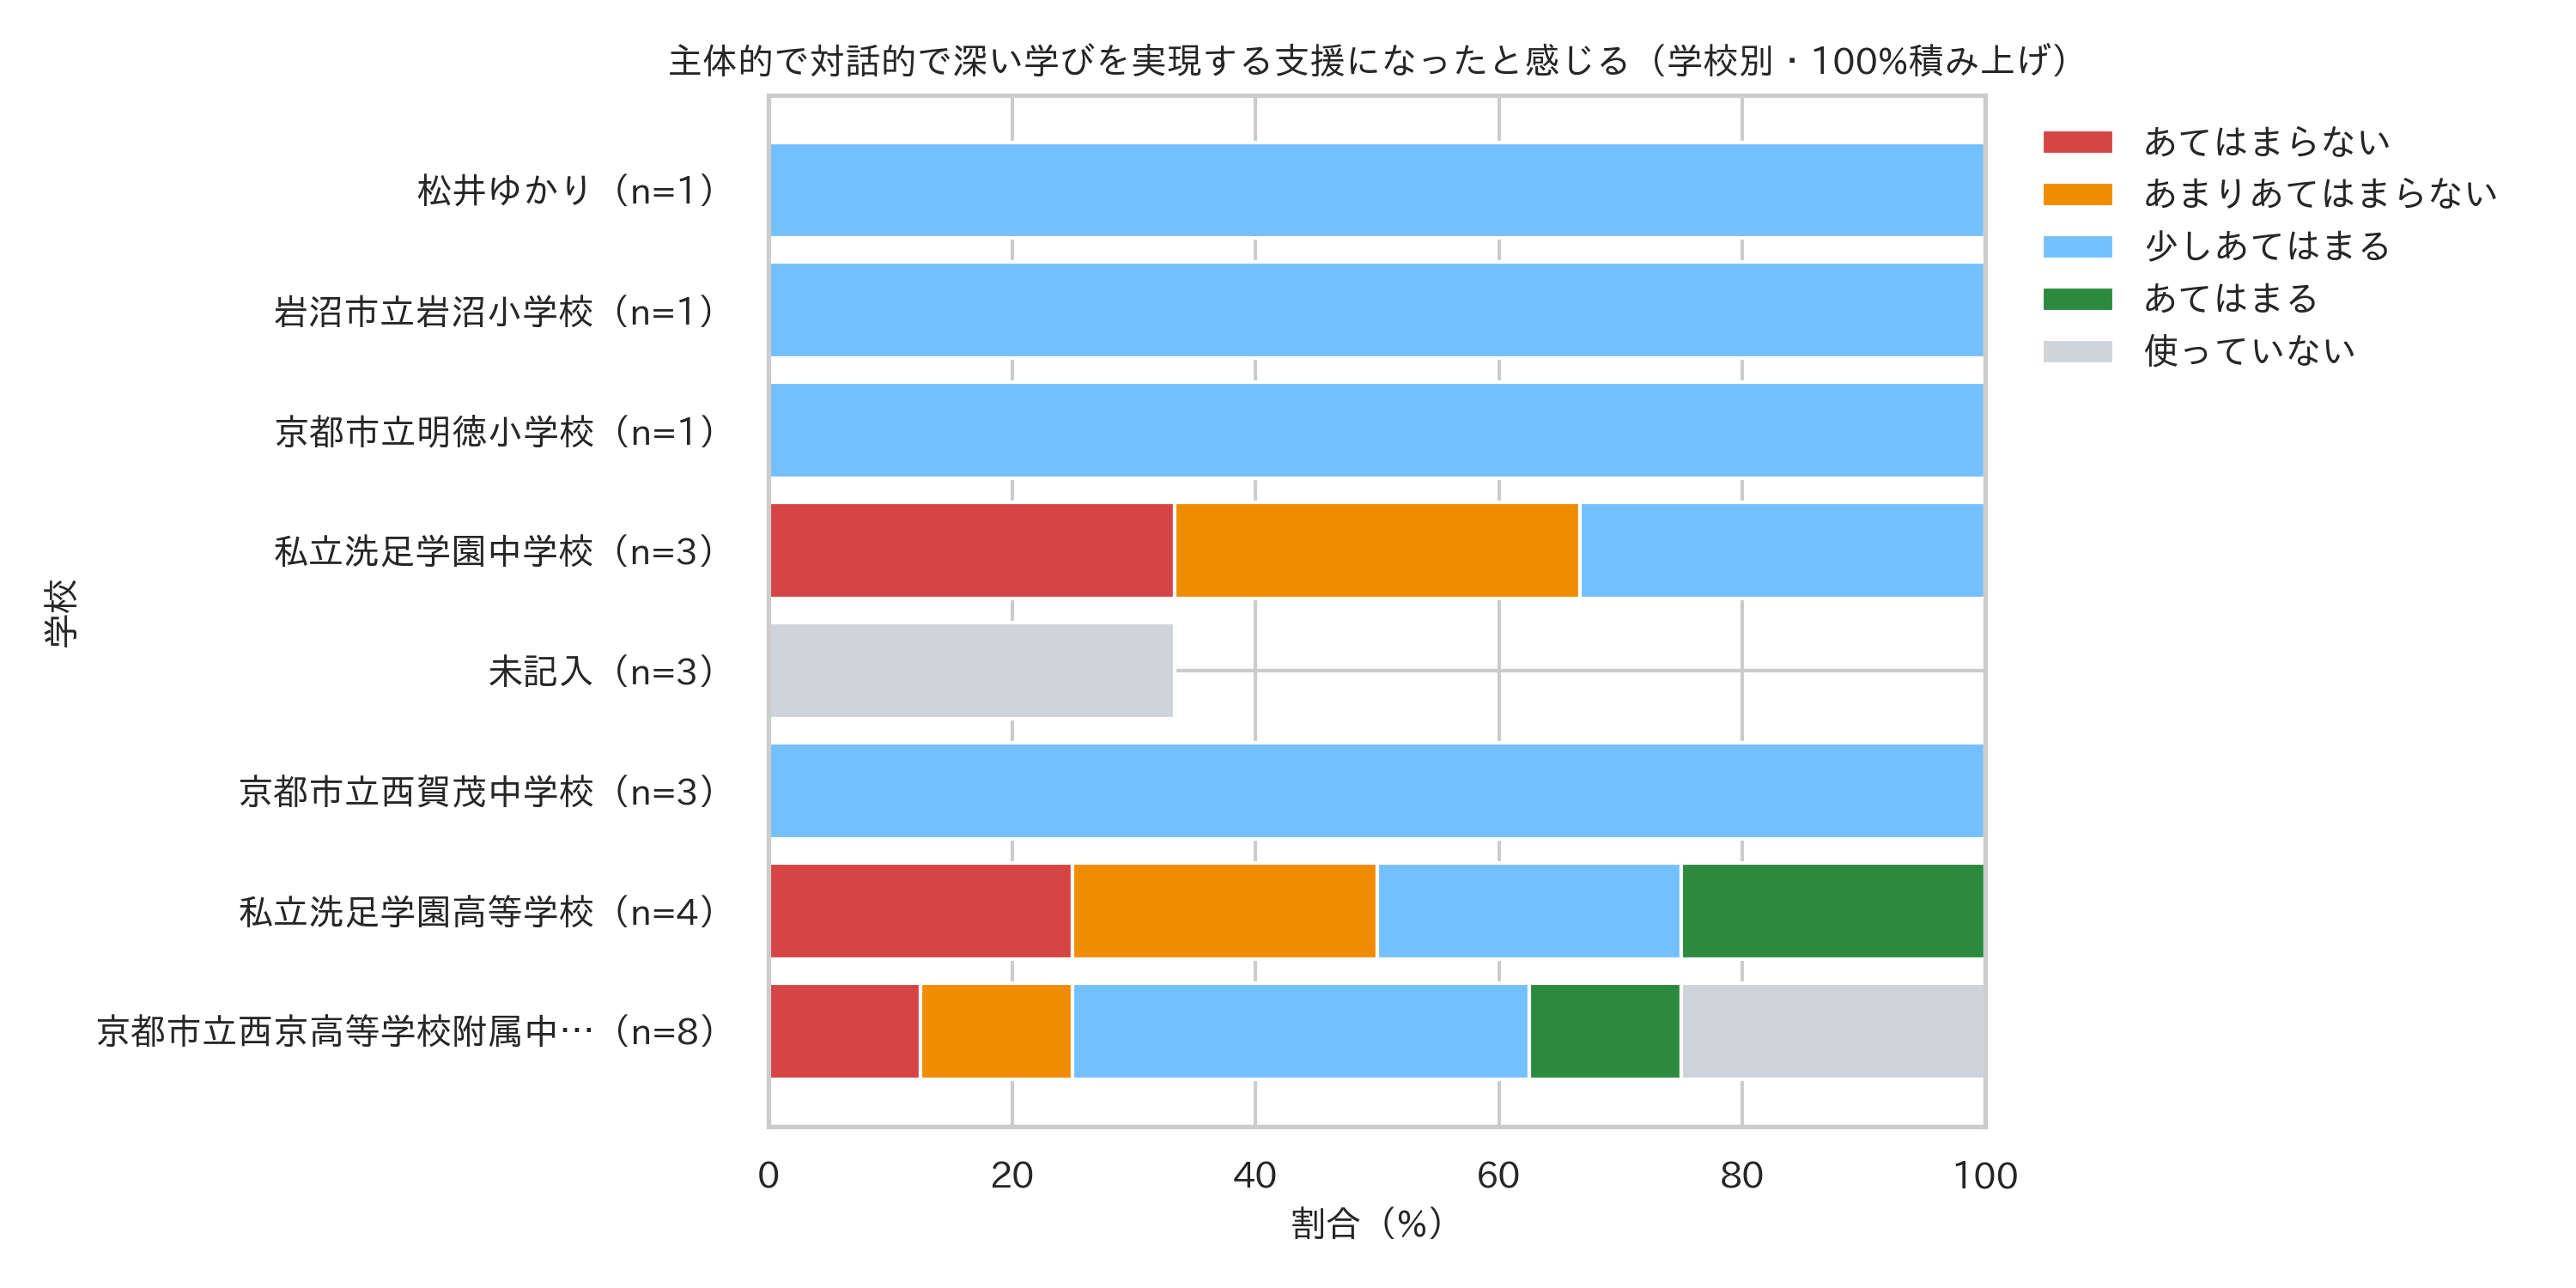 主体的で対話的で深い学びを実現する支援になったと感じる（学校別・100%積み上げ）
あてはまらない
あまりあてはまらない
少しあてはまる
あてはまる
使っていない
学校
松井ゆかり（n=1）
岩沼市立岩沼小学校（n=1）
京都市立明徳小学校（n=1）
私立洗足学園中学校（n=3）
未記入（n=3）
京都市立西賀茂中学校（n=3）
私立洗足学園高等学校（n=4）
京都市立西京高等学校附属中…（n=8）
0 20 40 60 80 100
割合（%）